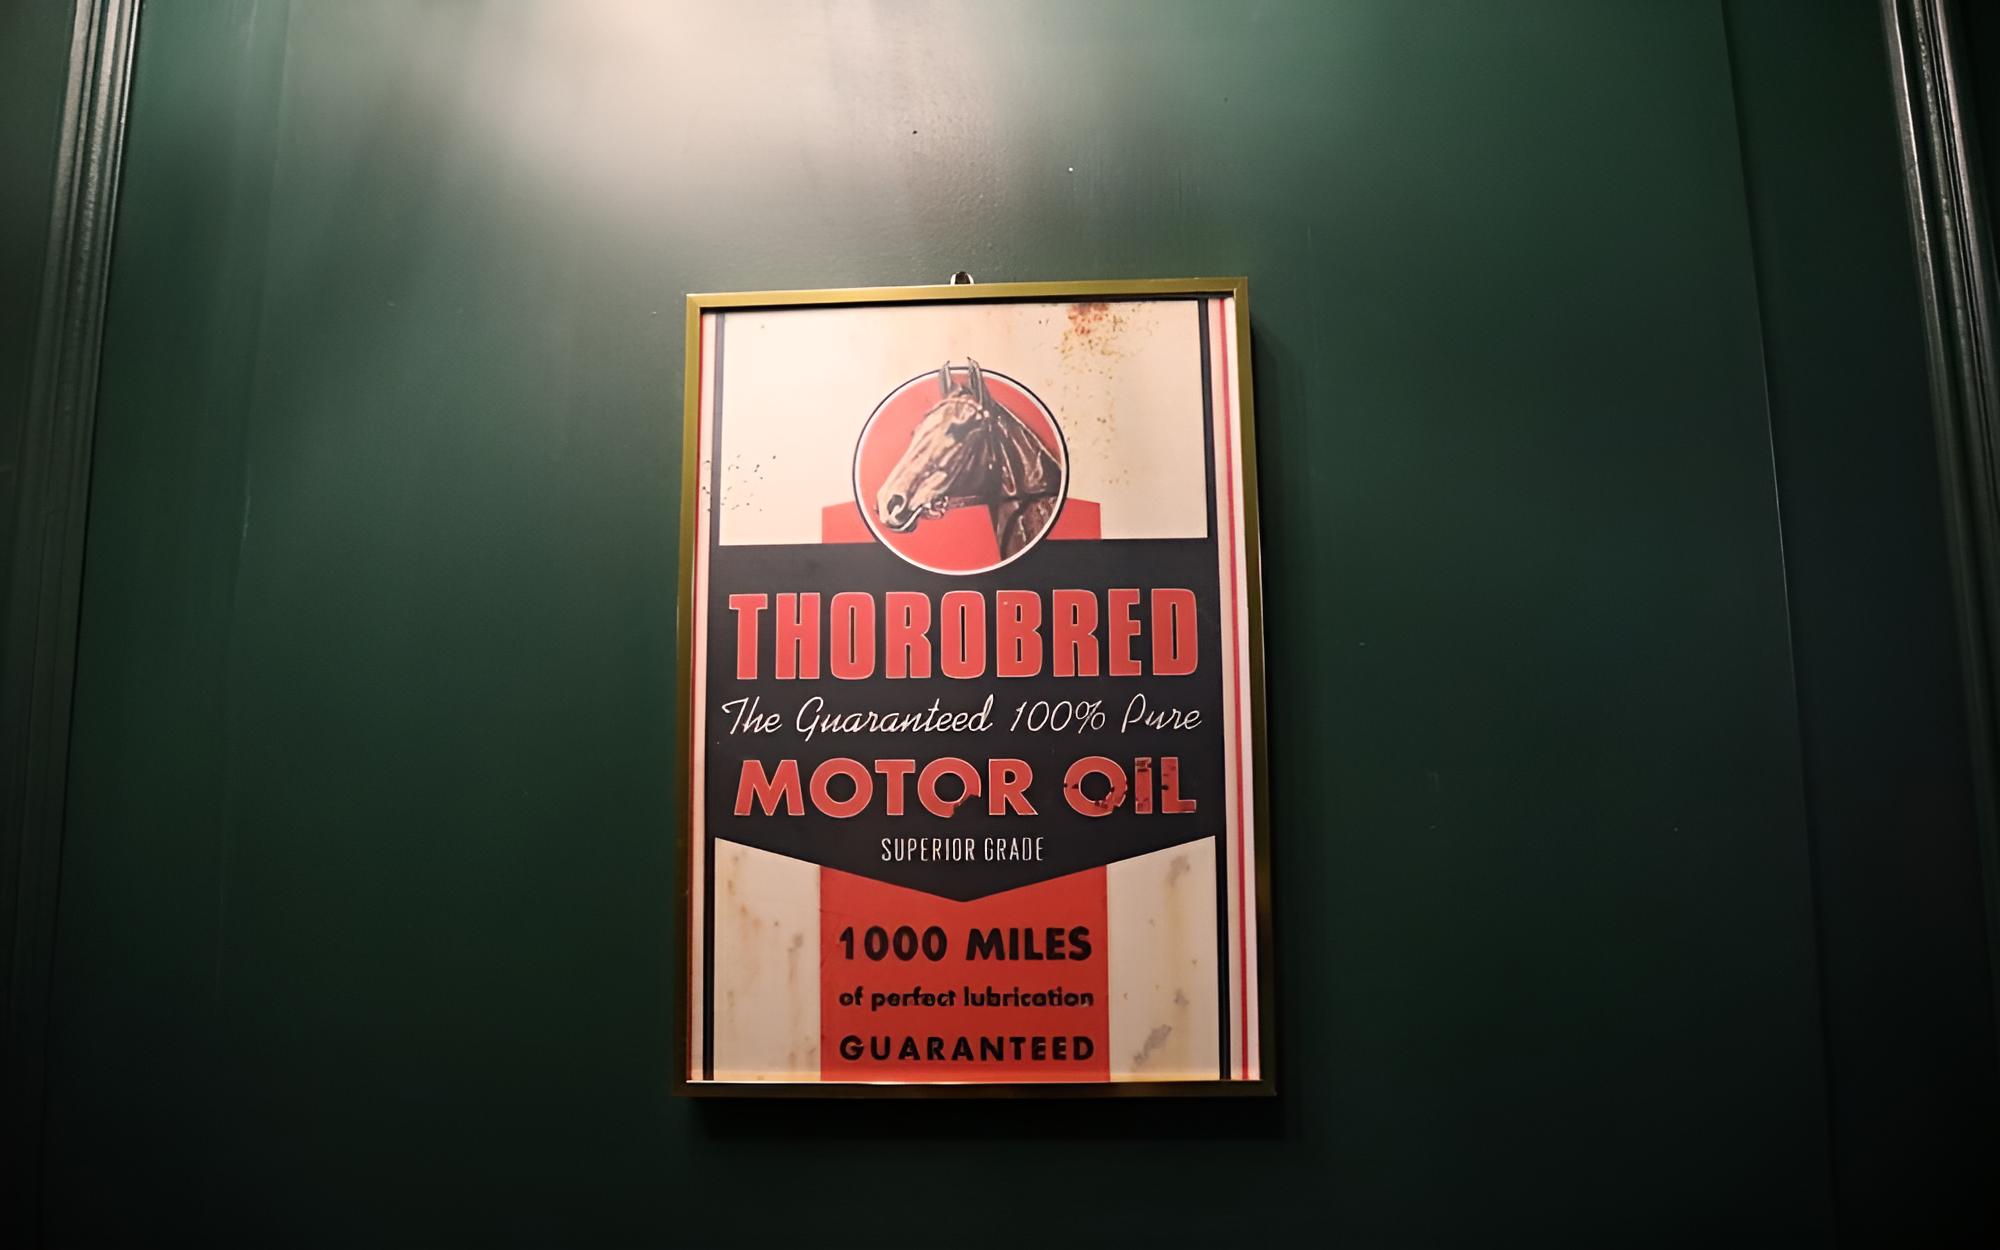 THOROBRED
The Guaranteed 100% Pure
MOTOR OIL
SUPERIOR GRADE
1000 MILES
of perfect lubrication
GUARANTEED